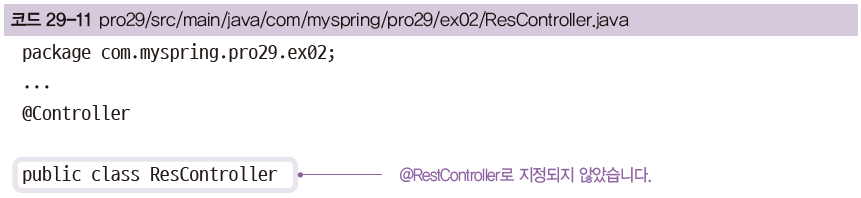 코드 29-11 pro29/src/main/java/com/myspring/pro29/ex02/ResController.java
package com.myspring.pro29.ex02;
...
@Controller
public class ResController
@RestController로 지정되지 않았습니다.